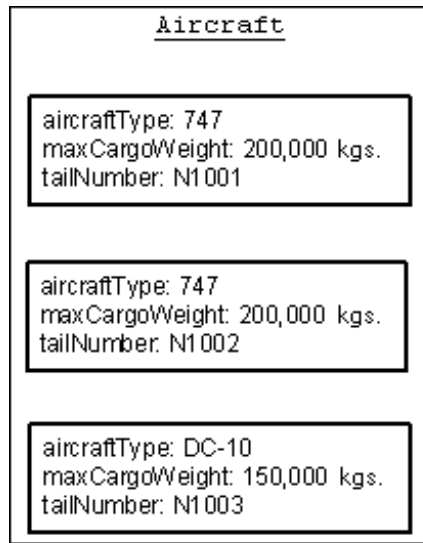 Aircraft
aircraftType: 747
maxCargoWeight: 200,000 kgs.
tailNumber: N1001
aircraftType: 747
maxCargoWeight: 200,000 kgs.
tailNumber: N1002
aircraftType: DC-10
maxCargoWeight: 150,000 kgs.
tailNumber: N1003